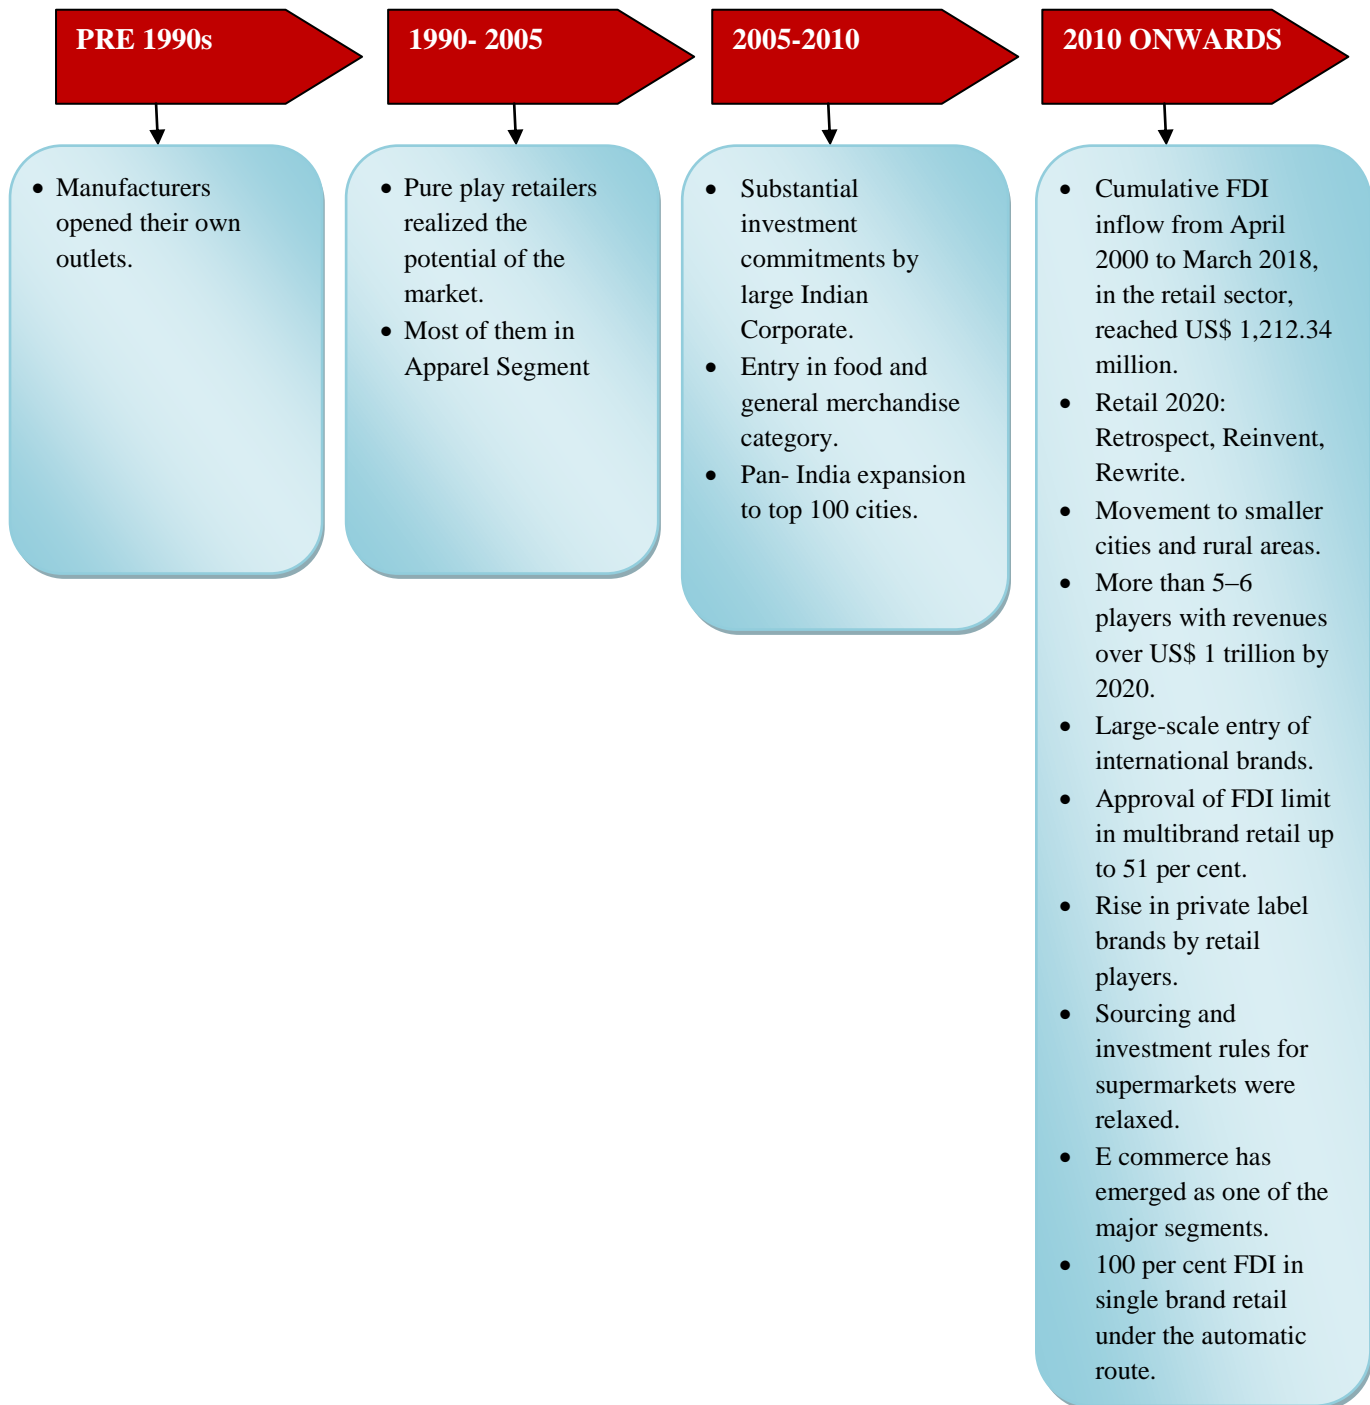 PRE 1990s
• Manufacturers
opened their own
outlets.
1990- 2005
• Pure play retailers
realized the
potential of the
market.
• Most of them in
Apparel Segment
2005-2010
• Substantial
investment
commitments by
large Indian
Corporate.
• Entry in food and
general merchandise
category.
• Pan- India expansion
to top 100 cities.
2010 ONWARDS
• Cumulative FDI
inflow from April
2000 to March 2018,
in the retail sector,
reached US$ 1,212.34
million.
• Retail 2020:
Retrospect, Reinvent,
Rewrite.
• Movement to smaller
cities and rural areas.
• More than 5–6
players with revenues
over US$ 1 trillion by
2020.
• Large-scale entry of
international brands.
• Approval of FDI limit
in multibrand retail up
to 51 per cent.
• Rise in private label
brands by retail
players.
• Sourcing and
investment rules for
supermarkets were
relaxed.
• E commerce has
emerged as one of the
major segments.
• 100 per cent FDI in
single brand retail
under the automatic
route.